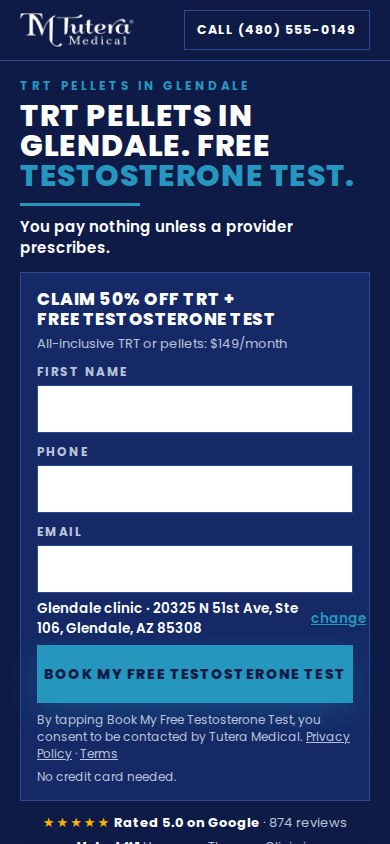 Tutera®
Medical
CALL (480) 555-0149
TRT PELLETS IN GLENDALE
TRT PELLETS IN
GLENDALE. FREE
TESTOSTERONE TEST.
You pay nothing unless a provider
prescribes.
CLAIM 50% OFF TRT +
FREE TESTOSTERONE TEST
All-inclusive TRT or pellets: $149/month
FIRST NAME
PHONE
EMAIL
Glendale clinic · 20325 N 51st Ave, Ste
106, Glendale, AZ 85308
change
BOOK MY FREE TESTOSTERONE TEST
By tapping Book My Free Testosterone Test, you
consent to be contacted by Tutera Medical. Privacy
Policy · Terms
No credit card needed.
★★★★★ Rated 5.0 on Google · 874 reviews